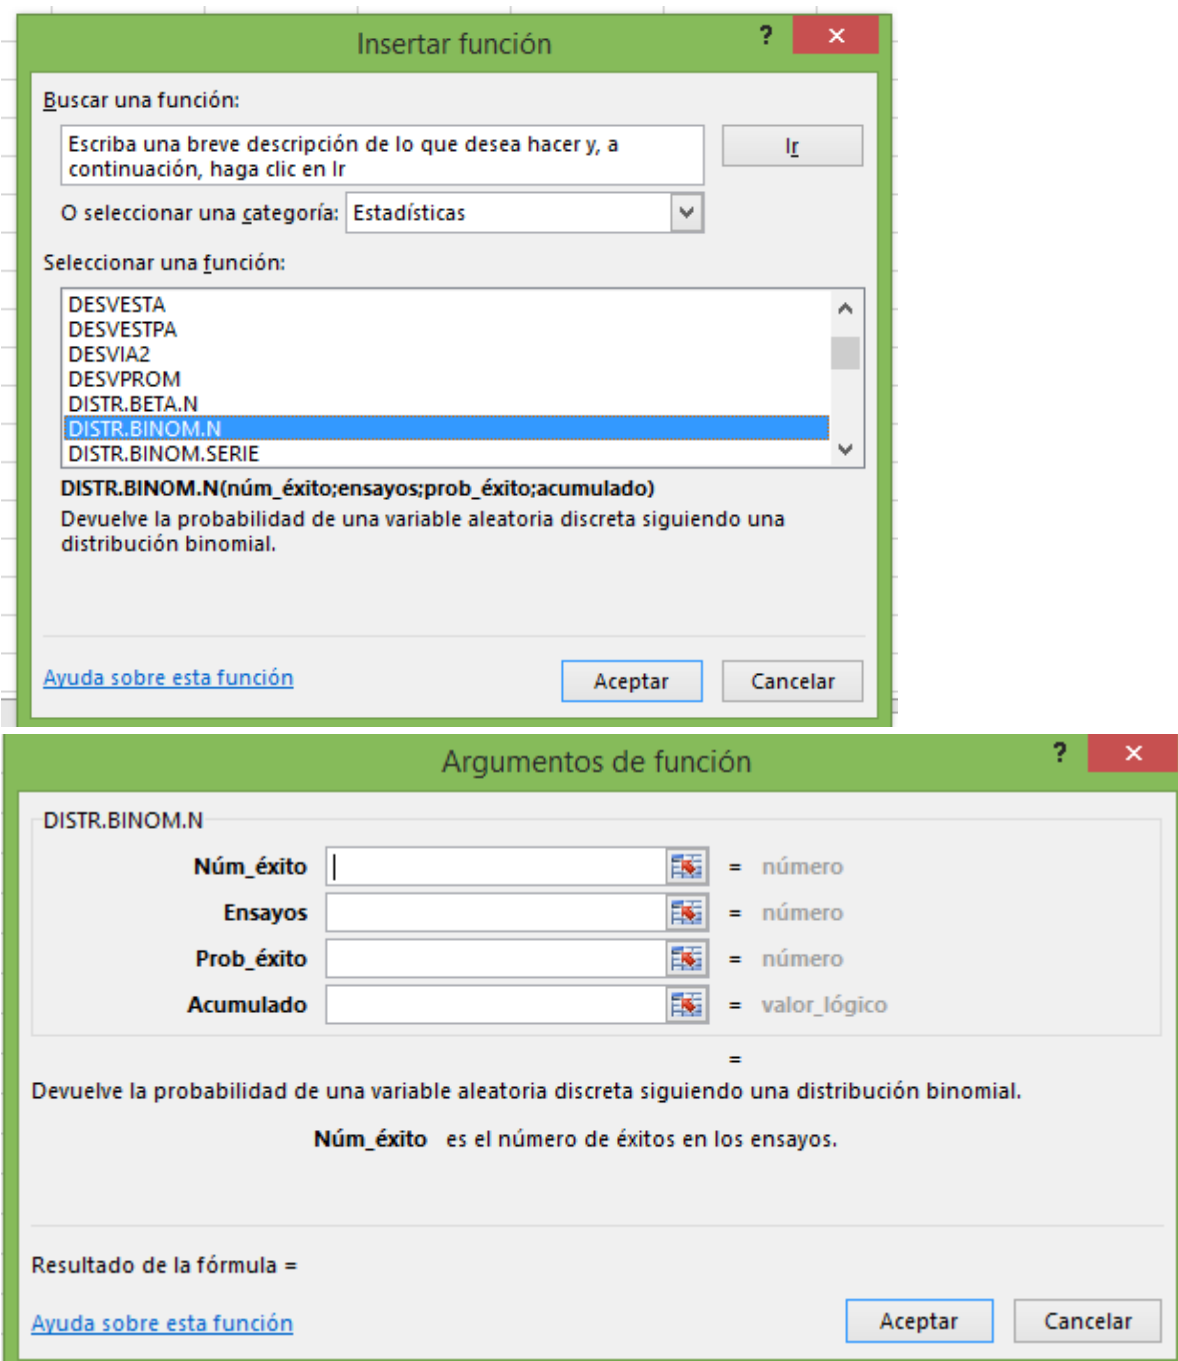 Insertar función
?
Buscar una función:
Escriba una breve descripción de lo que desea hacer y, a
continuación, haga clic en Ir
Ir
O seleccionar una categoría: Estadísticas
Seleccionar una función:
DESVESTA
DESVESTPA
DESVIA2
DESVPROM
DISTR.BETA.N
DISTR.BINOM.N
DISTR.BINOM.SERIE
DISTR.BINOM.N(núm_éxito;ensayos;prob_éxito;acumulado)
Devuelve la probabilidad de una variable aleatoria discreta siguiendo una
distribución binomial.
Ayuda sobre esta función
Aceptar
Cancelar
Argumentos de función
?
DISTR.BINOM.N
Núm_éxito = número
Ensayos = número
Prob_éxito = número
Acumulado = valor_lógico
=
Devuelve la probabilidad de una variable aleatoria discreta siguiendo una distribución binomial.
Núm_éxito es el número de éxitos en los ensayos.
Resultado de la fórmula =
Ayuda sobre esta función
Aceptar
Cancelar